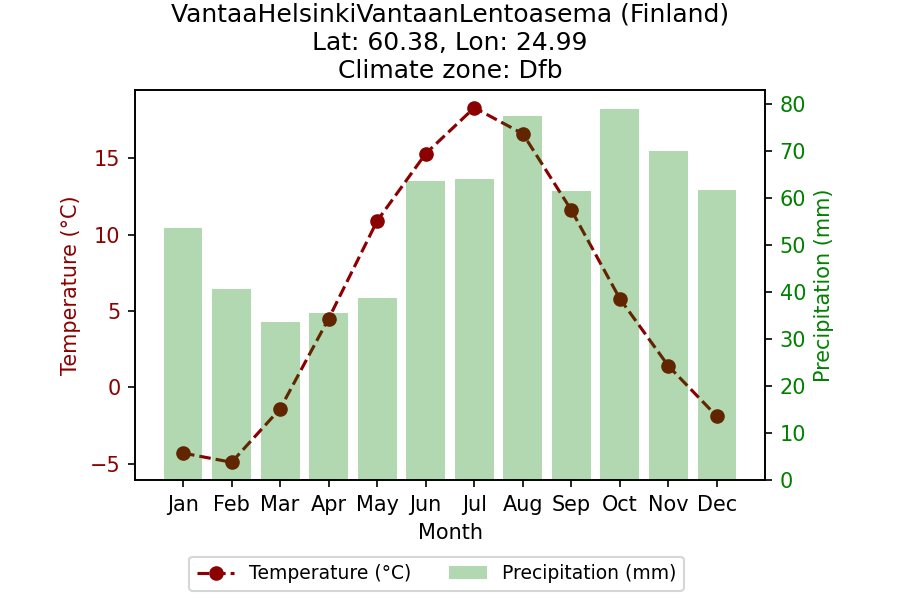 VantaaHelsinkiVantaanLentoasema (Finland)
Lat: 60.38, Lon: 24.99
Climate zone: Dfb
Temperature (°C)
15
10
5
0
−5
80
70
60
50
40
30
20
10
0
Precipitation (mm)
Jan Feb Mar Apr May Jun Jul Aug Sep Oct Nov Dec
Month
Temperature (°C) Precipitation (mm)